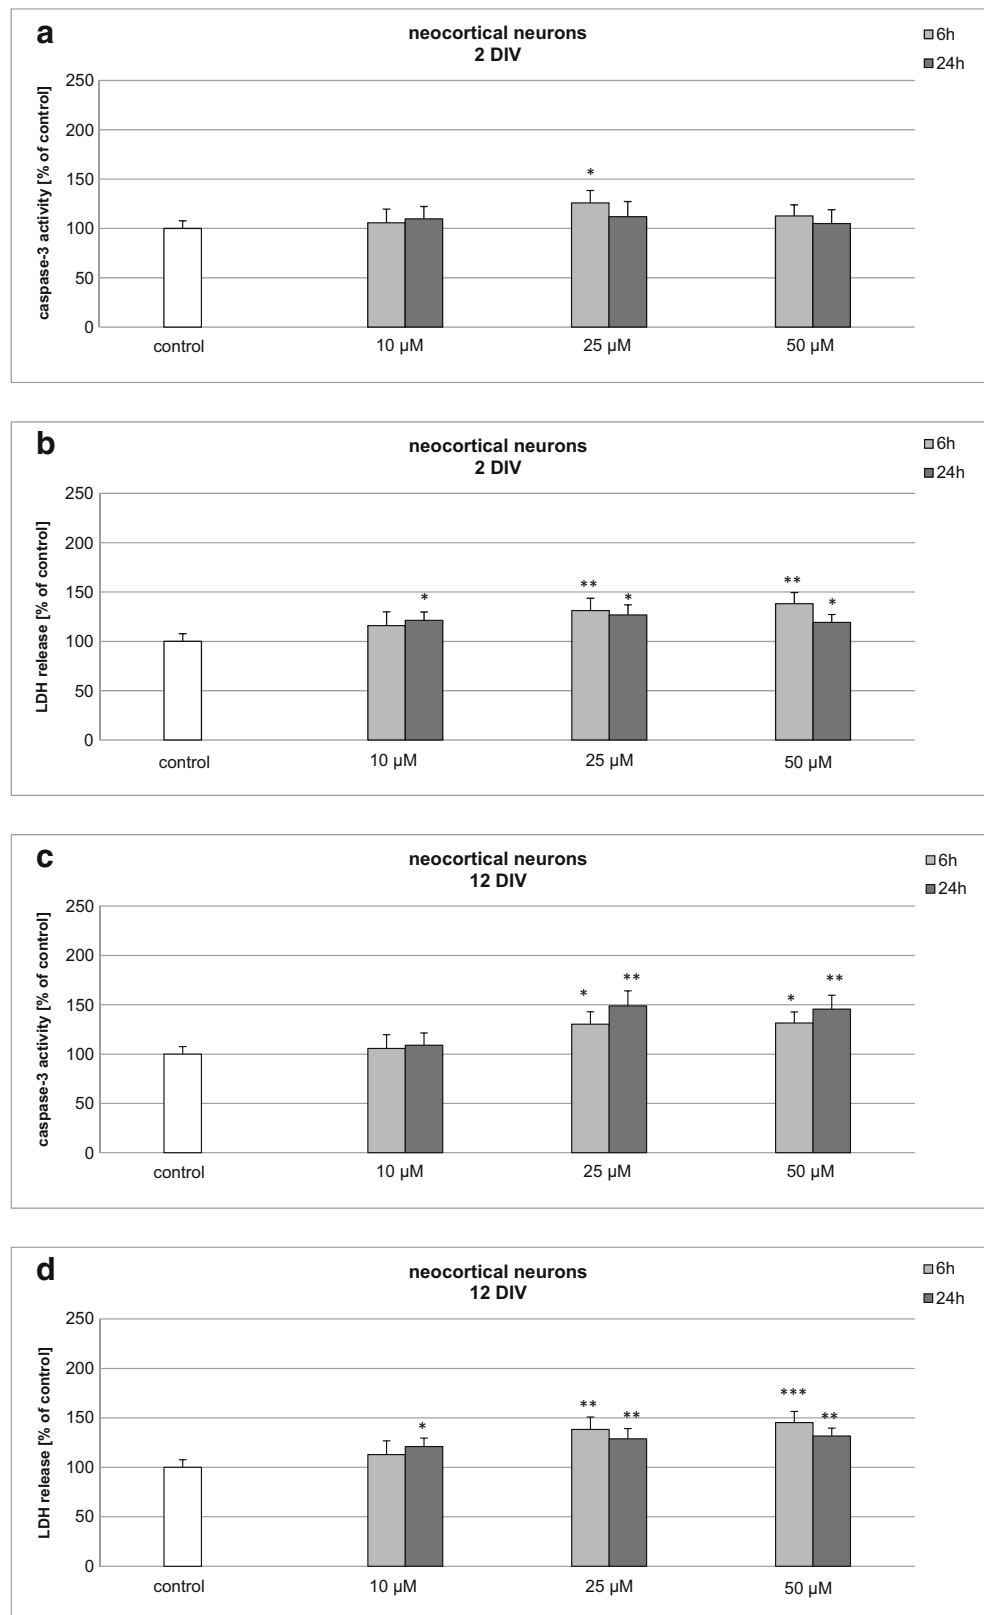 a
neocortical neurons
2 DIV
6h
24h
caspase-3 activity [% of control]
250
200
150
100
50
0
*
control
10 µM
25 µM
50 µM
b
neocortical neurons
2 DIV
6h
24h
LDH release [% of control]
250
200
150
100
50
0
*
**
*
**
*
control
10 µM
25 µM
50 µM
c
neocortical neurons
12 DIV
6h
24h
caspase-3 activity [% of control]
250
200
150
100
50
0
*
**
*
**
control
10 µM
25 µM
50 µM
d
neocortical neurons
12 DIV
6h
24h
LDH release [% of control]
250
200
150
100
50
0
*
**
**
***
**
control
10 µM
25 µM
50 µM